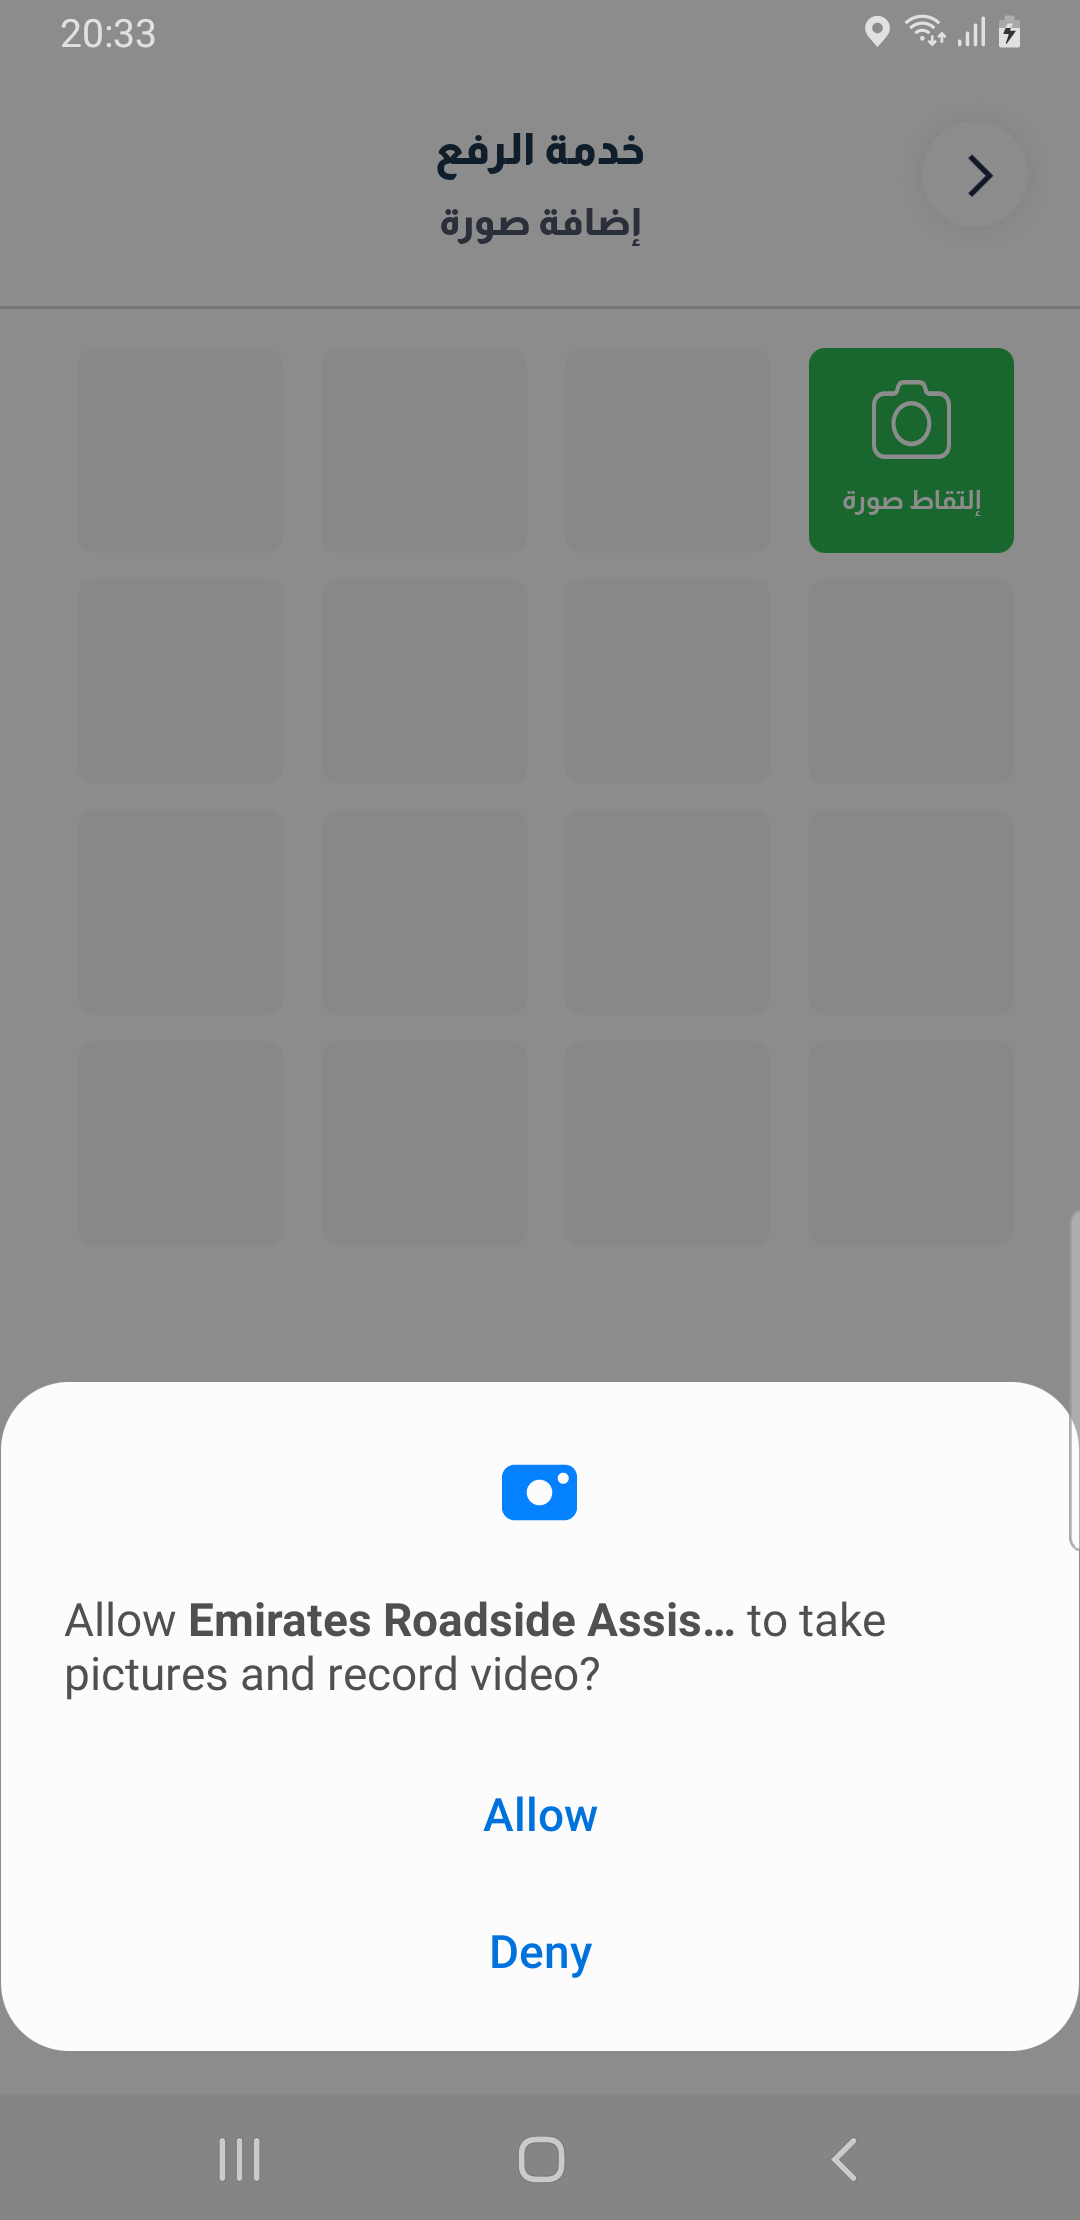 20:33
خدمة الرفع
إضافة صورة
إلتقاط صورة
Allow Emirates Roadside Assis... to take
pictures and record video?
Allow
Deny